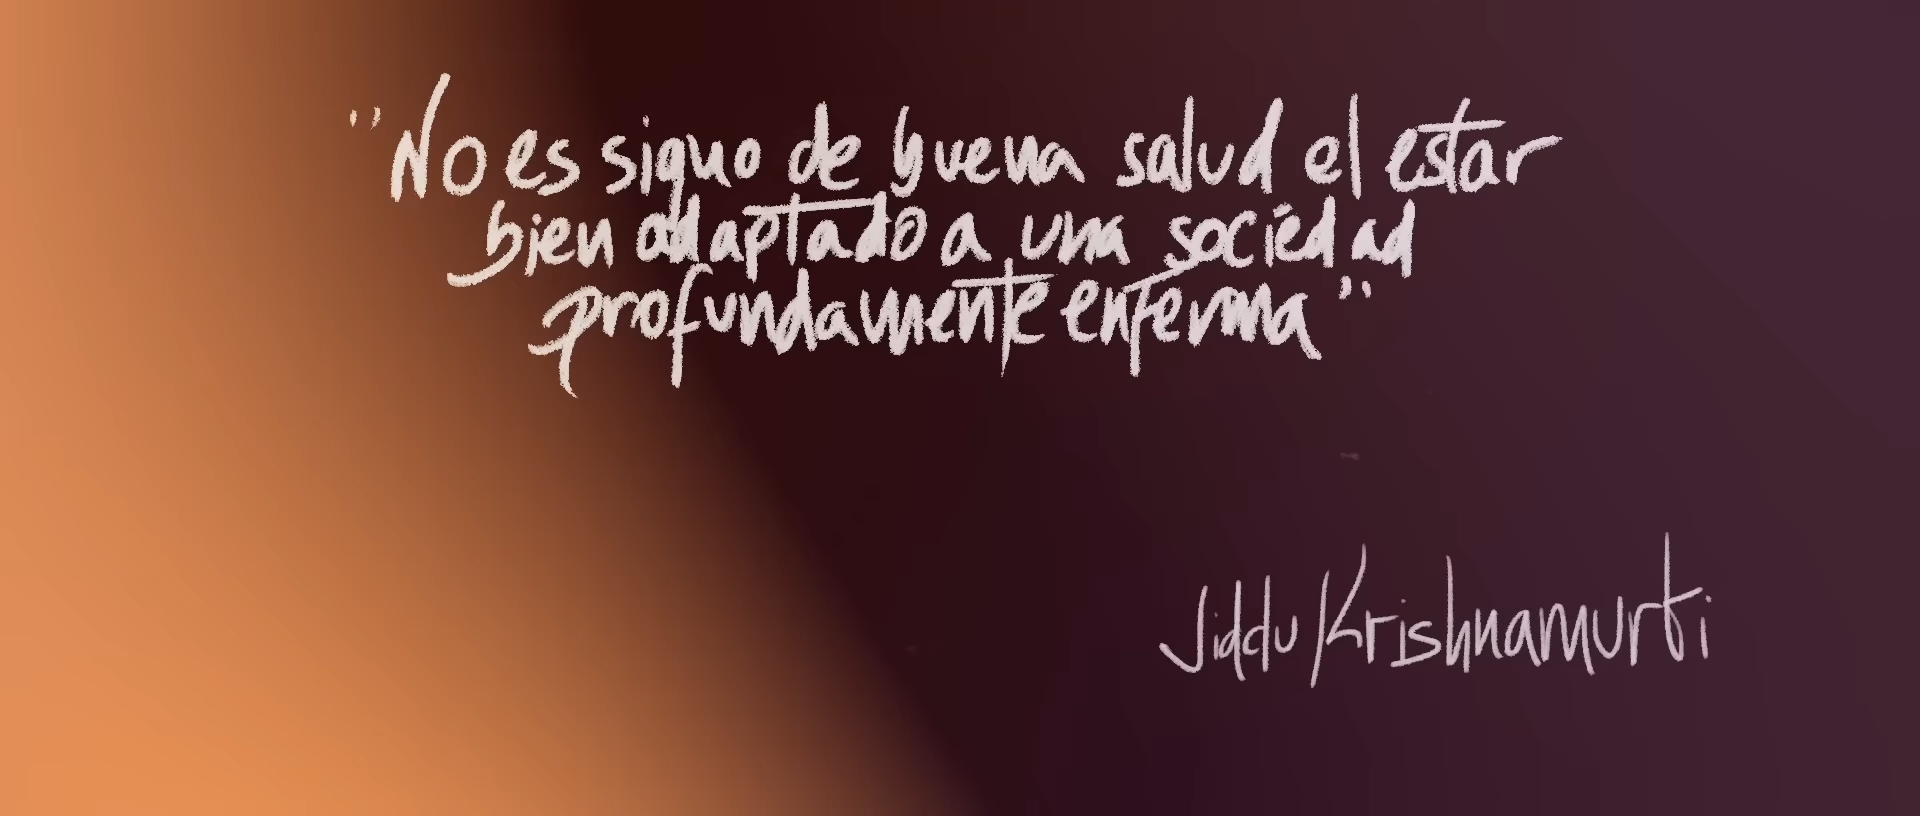 "No es signo de buena salud el estar
bien adaptado a una sociedad
profundamente enferma"
Jiddu Krishnamurti